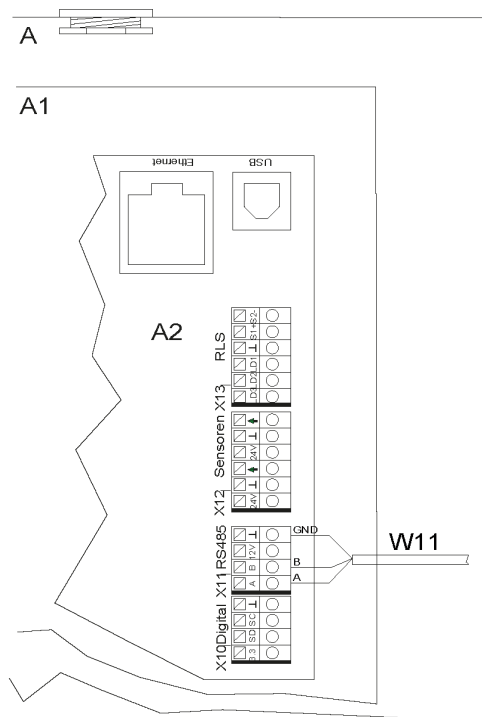 A
A1
Ethernet
USB
A2
RLS
X13
S2-
S1+
⊥
LD1
LD2
LD3
Sensoren
X12
⊥
24V
⊥
24V
RS485
X11
⊥
12V
B
A
GND
B
A
W11
Digital
X10
⊥
SC
SD
3.3